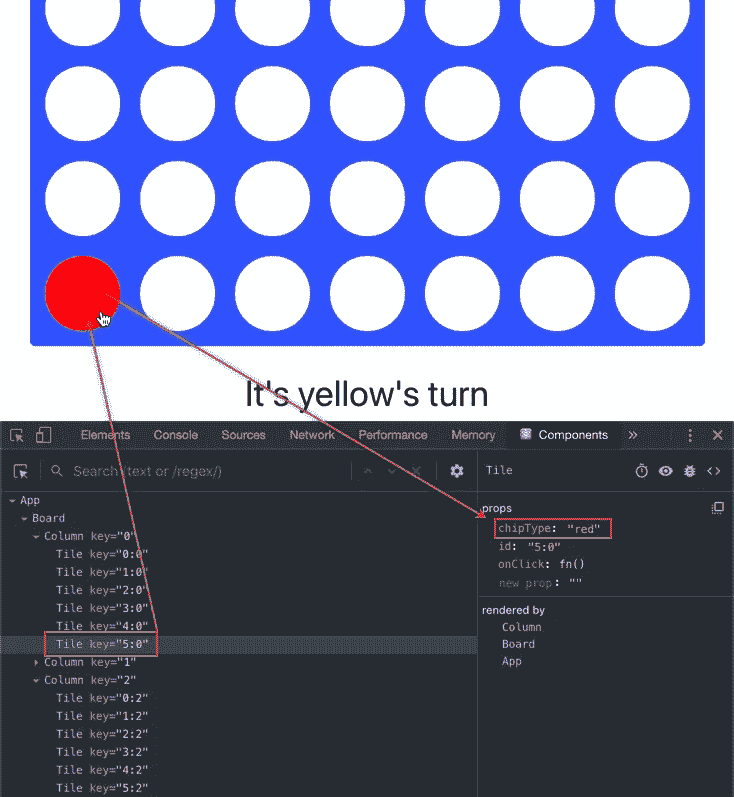 It's yellow's turn
Elements Console Sources Network Performance Memory Components »
Search (text or /regex/)
Tile
App
Board
Column key="0"
Tile key="0:0"
Tile key="1:0"
Tile key="2:0"
Tile key="3:0"
Tile key="4:0"
Tile key="5:0"
Column key="1"
Column key="2"
Tile key="0:2"
Tile key="1:2"
Tile key="2:2"
Tile key="3:2"
Tile key="4:2"
Tile key="5:2"
props
chipType: "red"
id: "5:0"
onClick: fn()
new prop: ""
rendered by
Column
Board
App